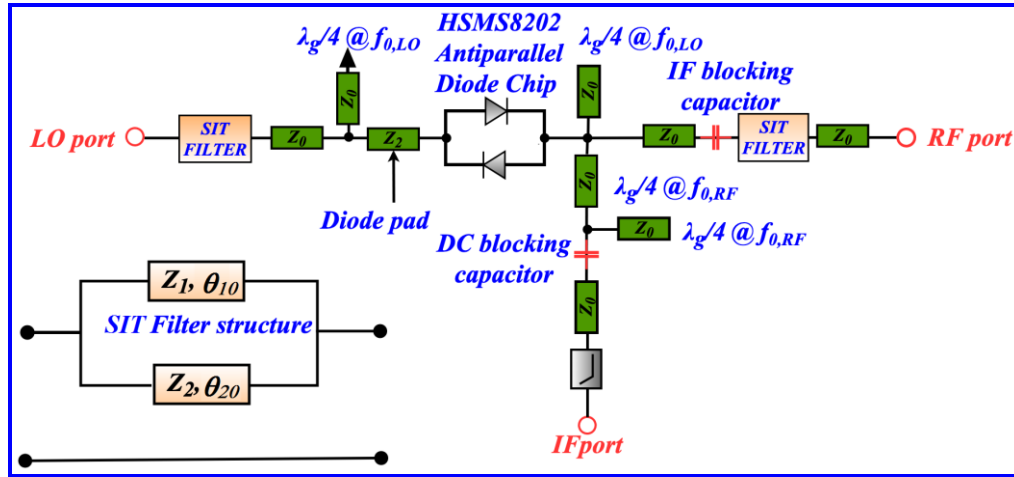 HSMS8202
Antiparallel
Diode Chip
λg/4 @ f0,LO
λg/4 @ f0,LO
IF blocking
capacitor
Z0
Z0
LO port
SIT
FILTER
Z0
Z2
Z0
SIT
FILTER
Z0
RF port
Diode pad
Z0
λg/4 @ f0,RF
Z0
λg/4 @ f0,RF
DC blocking
capacitor
Z0
Z1, θ10
SIT Filter structure
Z2, θ20
IFport